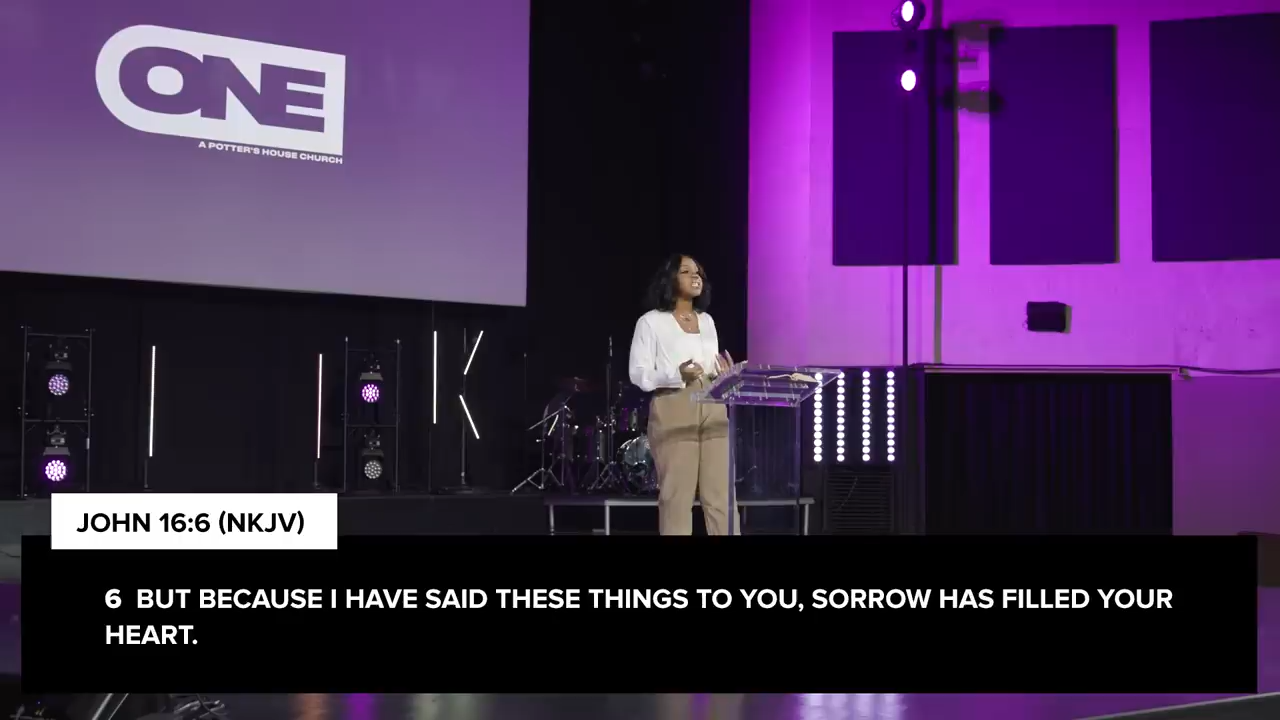 ONE
A POTTER'S HOUSE CHURCH
JOHN 16:6 (NKJV)
6 BUT BECAUSE I HAVE SAID THESE THINGS TO YOU, SORROW HAS FILLED YOUR
HEART.